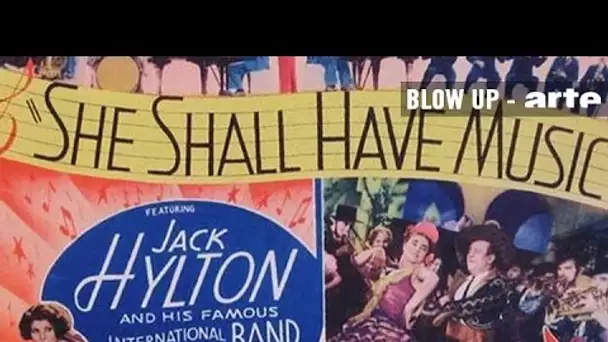 BLOW UP - arte
"SHE SHALL HAVE MUSIC
FEATURING
JACK
HYLTON
AND HIS FAMOUS
INTERNATIONAL BAND